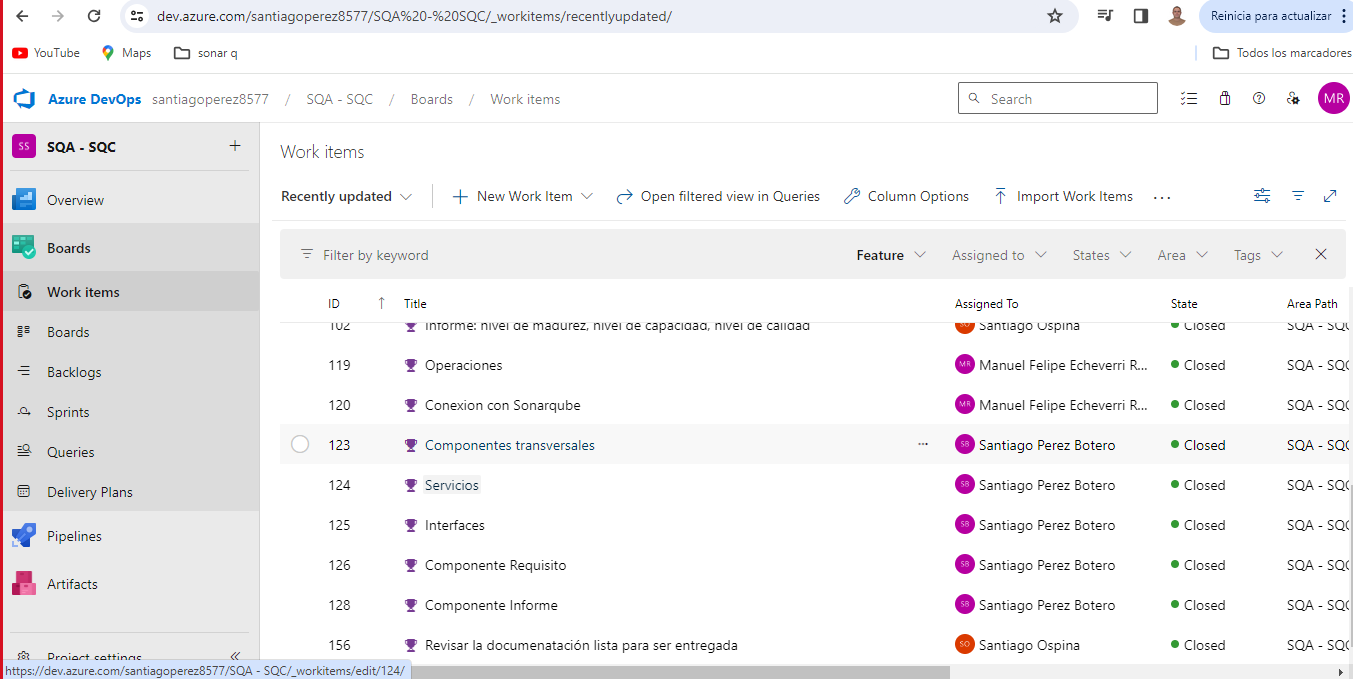 dev.azure.com/santiagoperez8577/SQA%20-%20SQC/_workitems/recentlyupdated/
Reinicia para actualizar
YouTube Maps sonar q Todos los marcadores
Azure DevOps santiagoperez8577 / SQA - SQC / Boards / Work items Search MR
SS SQA - SQC +
Work items
Overview
Recently updated New Work Item Open filtered view in Queries Column Options Import Work Items ...
Boards
Filter by keyword Feature Assigned to States Area Tags
Work items
ID Title Assigned To State Area Path
102 Informe: nivel de madurez, nivel de capacidad, nivel de calidad SO Santiago Ospina Closed SQA - SQC
Boards
119 Operaciones MR Manuel Felipe Echeverri R... Closed SQA - SQC
Backlogs
120 Conexion con Sonarqube MR Manuel Felipe Echeverri R... Closed SQA - SQC
Sprints
123 Componentes transversales ... SB Santiago Perez Botero Closed SQA - SQC
Queries
124 Servicios SB Santiago Perez Botero Closed SQA - SQC
Delivery Plans
125 Interfaces SB Santiago Perez Botero Closed SQA - SQC
Pipelines
126 Componente Requisito SB Santiago Perez Botero Closed SQA - SQC
Artifacts
128 Componente Informe SB Santiago Perez Botero Closed SQA - SQC
156 Revisar la documenatación lista para ser entregada SO Santiago Ospina Closed SQA - SQC
Project settings
https://dev.azure.com/santiagoperez8577/SQA - SQC/_workitems/edit/124/